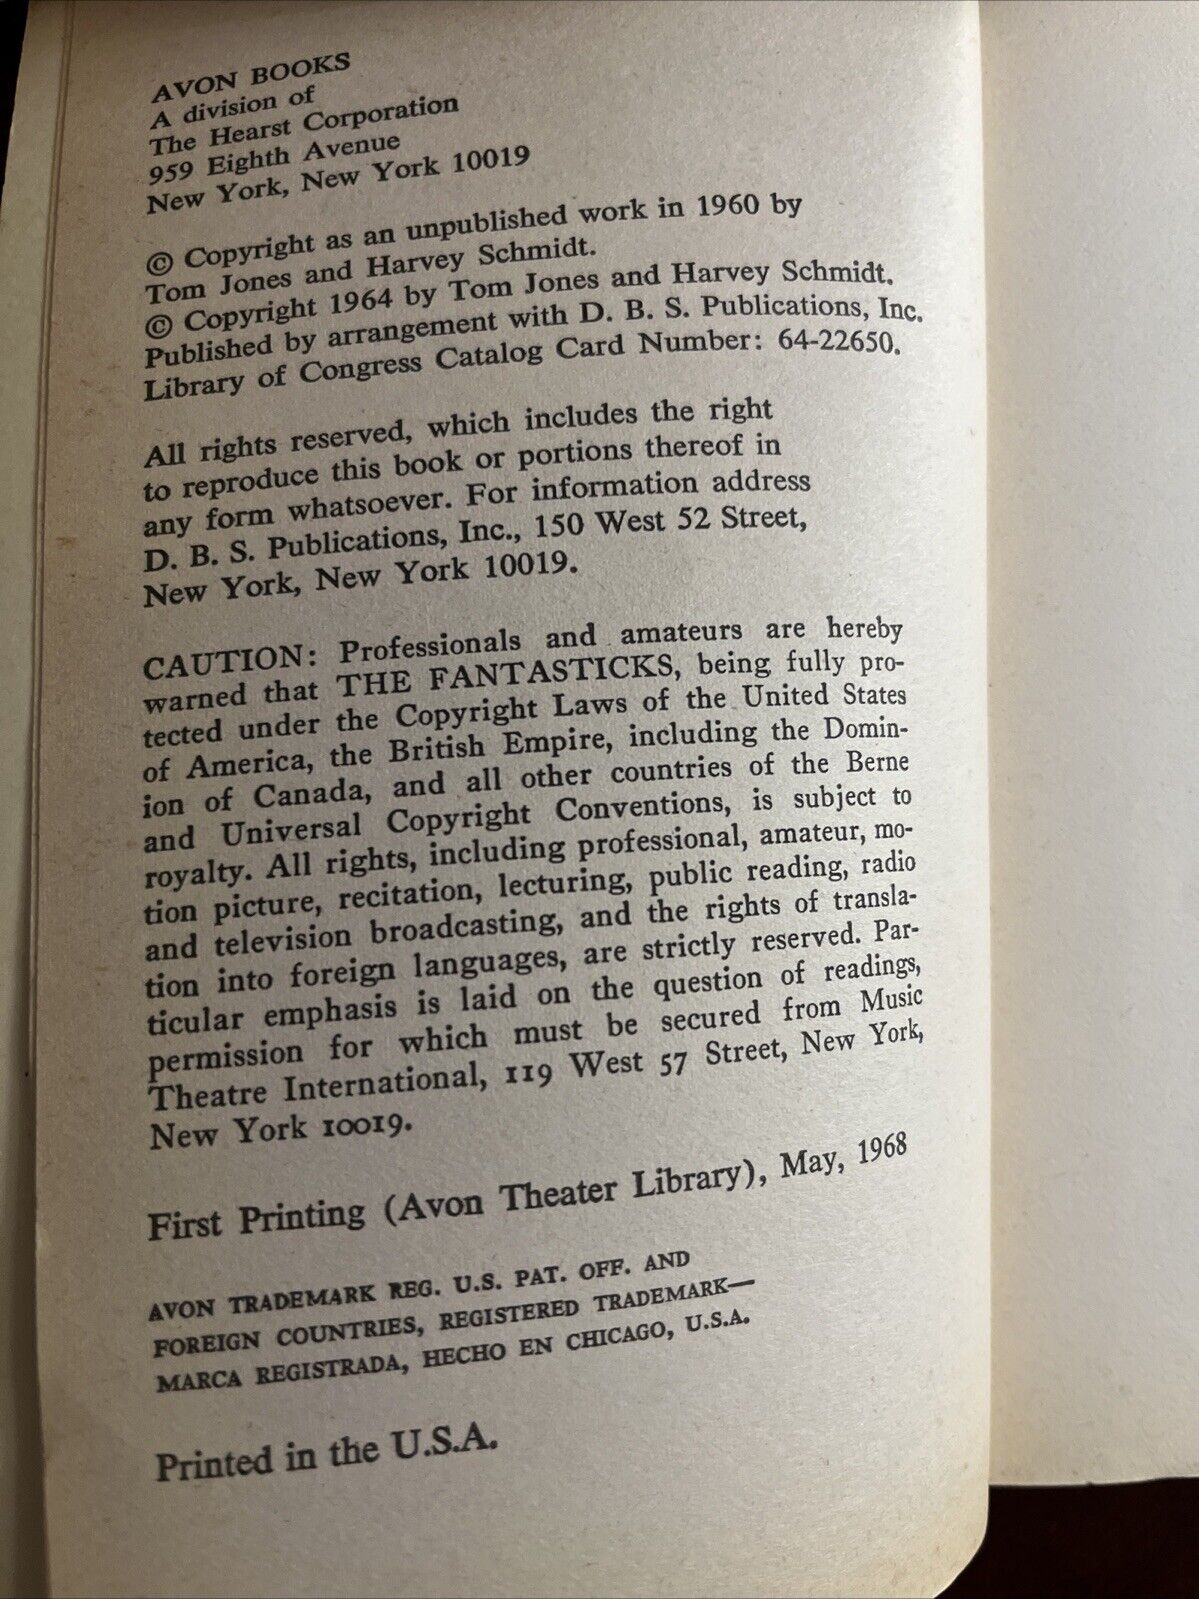 AVON BOOKS
A division of
The Hearst Corporation
959 Eighth Avenue
New York, New York 10019
© Copyright as an unpublished work in 1960 by
Tom Jones and Harvey Schmidt.
© Copyright 1964 by Tom Jones and Harvey Schmidt.
Published by arrangement with D. B. S. Publications, Inc.
Library of Congress Catalog Card Number: 64-22650.
All rights reserved, which includes the right
to reproduce this book or portions thereof in
any form whatsoever. For information address
D. B. S. Publications, Inc., 150 West 52 Street,
New York, New York 10019.
CAUTION: Professionals and amateurs are hereby
warned that THE FANTASTICKS, being fully pro-
tected under the Copyright Laws of the United States
of America, the British Empire, including the Domin-
ion of Canada, and all other countries of the Berne
and Universal Copyright Conventions, is subject to
royalty. All rights, including professional, amateur, mo-
tion picture, recitation, lecturing, public reading, radio
and television broadcasting, and the rights of transla-
tion into foreign languages, are strictly reserved. Par-
ticular emphasis is laid on the question of readings,
permission for which must be secured from Music
Theatre International, 119 West 57 Street, New York,
New York 10019.
First Printing (Avon Theater Library), May, 1968
AVON TRADEMARK REG. U.S. PAT. OFF. AND
FOREIGN COUNTRIES, REGISTERED TRADEMARK—
MARCA REGISTRADA, HECHO EN CHICAGO, U.S.A.
Printed in the U.S.A.